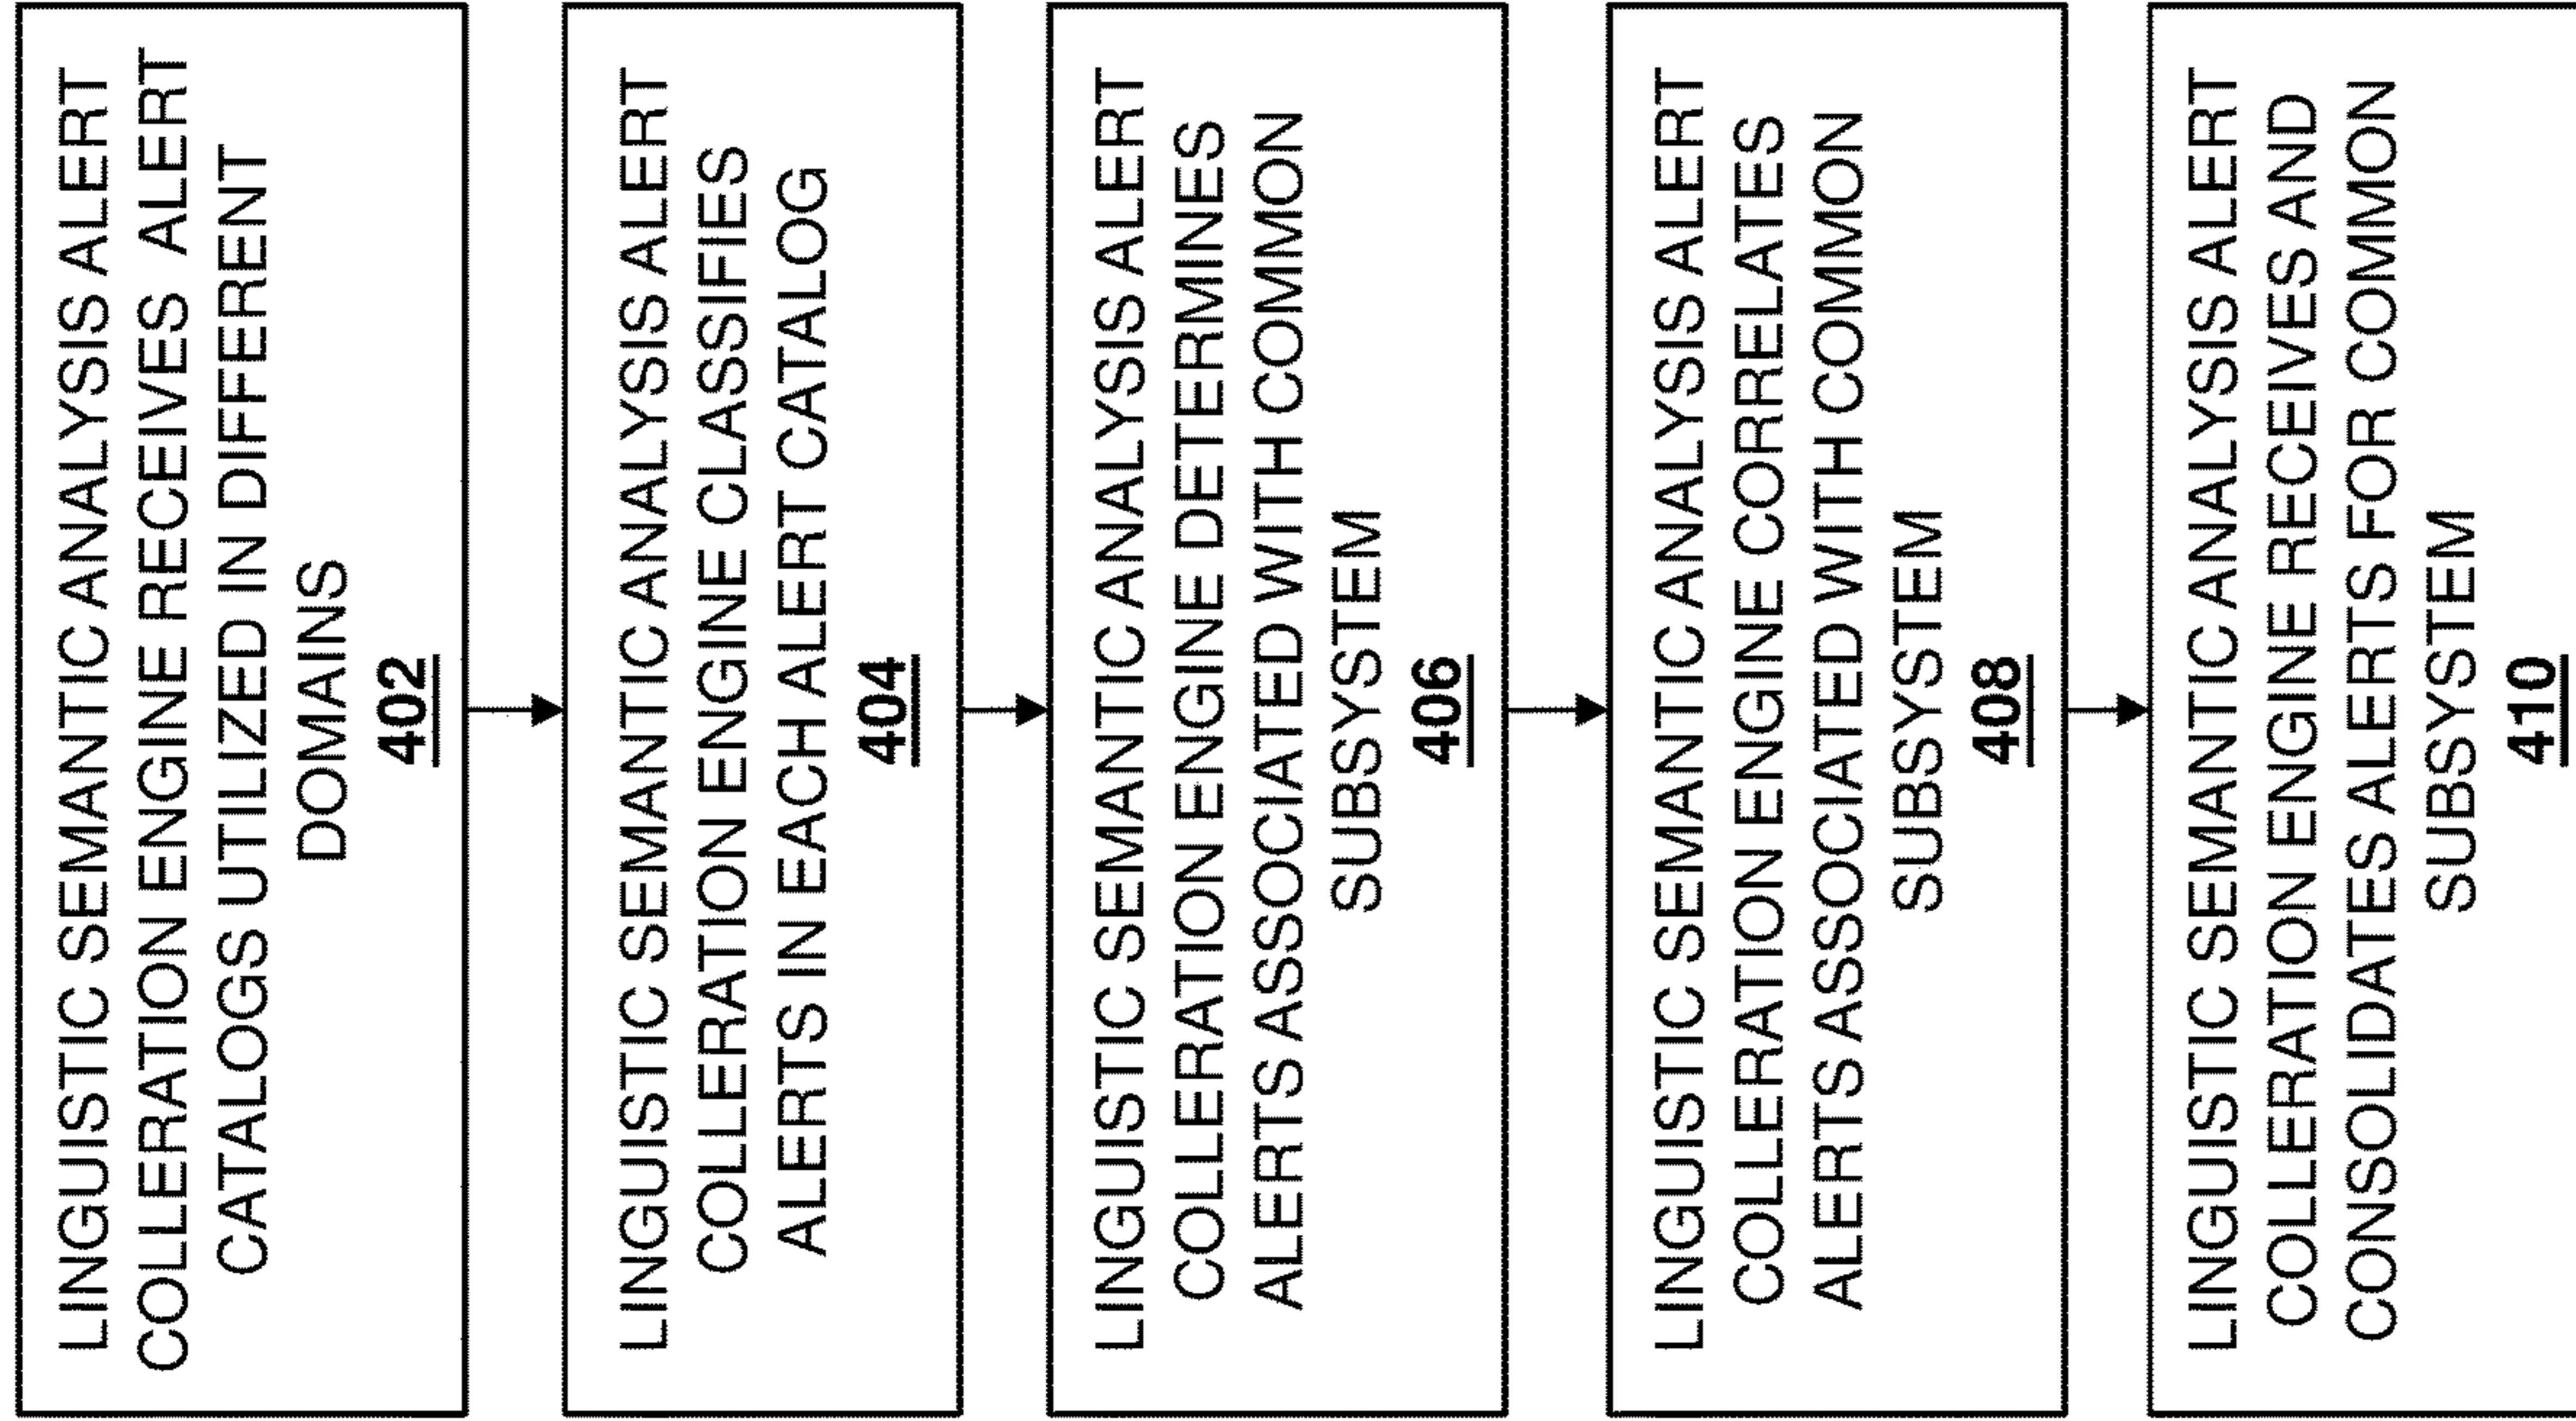 LINGUISTIC SEMANTIC ANALYSIS ALERT
COLLERATION ENGINE RECEIVES ALERT
CATALOGS UTILIZED IN DIFFERENT
DOMAINS
402
LINGUISTIC SEMANTIC ANALYSIS ALERT
COLLERATION ENGINE CLASSIFIES
ALERTS IN EACH ALERT CATALOG
404
LINGUISTIC SEMANTIC ANALYSIS ALERT
COLLERATION ENGINE DETERMINES
ALERTS ASSOCIATED WITH COMMON
SUBSYSTEM
406
LINGUISTIC SEMANTIC ANALYSIS ALERT
COLLERATION ENGINE CORRELATES
ALERTS ASSOCIATED WITH COMMON
SUBSYSTEM
408
LINGUISTIC SEMANTIC ANALYSIS ALERT
COLLERATION ENGINE RECEIVES AND
CONSOLIDATES ALERTS FOR COMMON
SUBSYSTEM
410